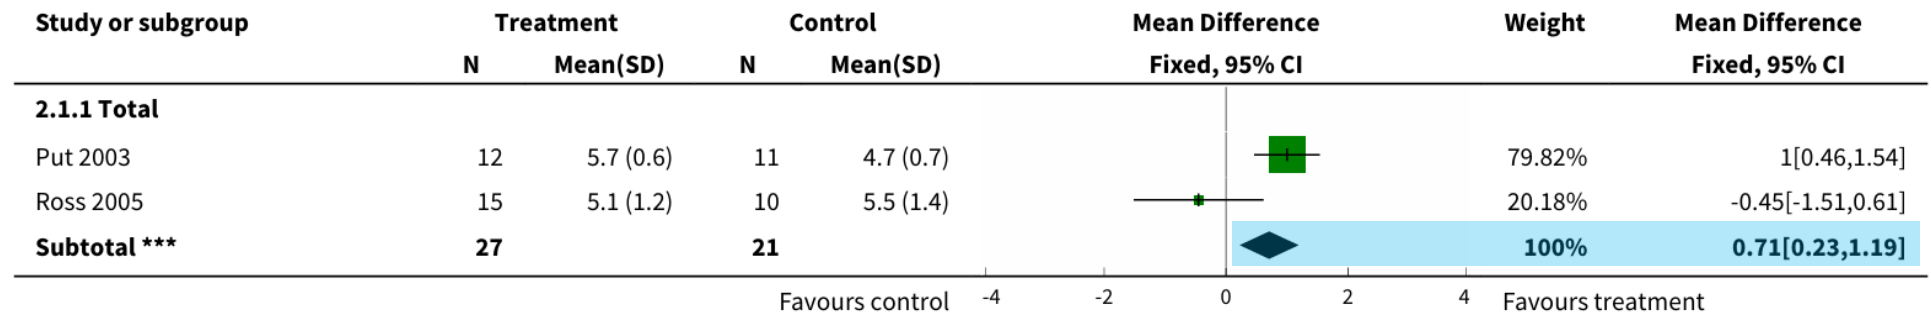 Study or subgroup Treatment Control Mean Difference Weight Mean Difference
N Mean(SD) N Mean(SD) Fixed, 95% CI Fixed, 95% CI
2.1.1 Total
Put 2003 12 5.7 (0.6) 11 4.7 (0.7) 79.82% 1[0.46,1.54]
Ross 2005 15 5.1 (1.2) 10 5.5 (1.4) 20.18% -0.45[-1.51,0.61]
Subtotal *** 27 21 100% 0.71[0.23,1.19]
Favours control -4 -2 0 2 4 Favours treatment